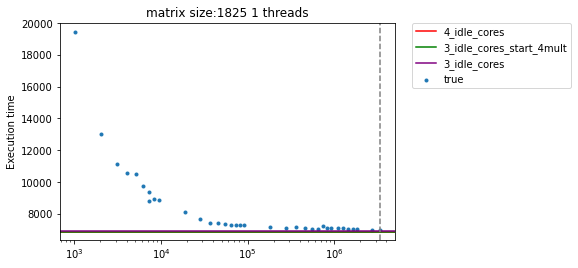 matrix size:1825 1 threads
20000
18000
16000
14000
12000
10000
8000
Execution time
10³
10⁴
10⁵
10⁶
4_idle_cores
3_idle_cores_start_4mult
3_idle_cores
true